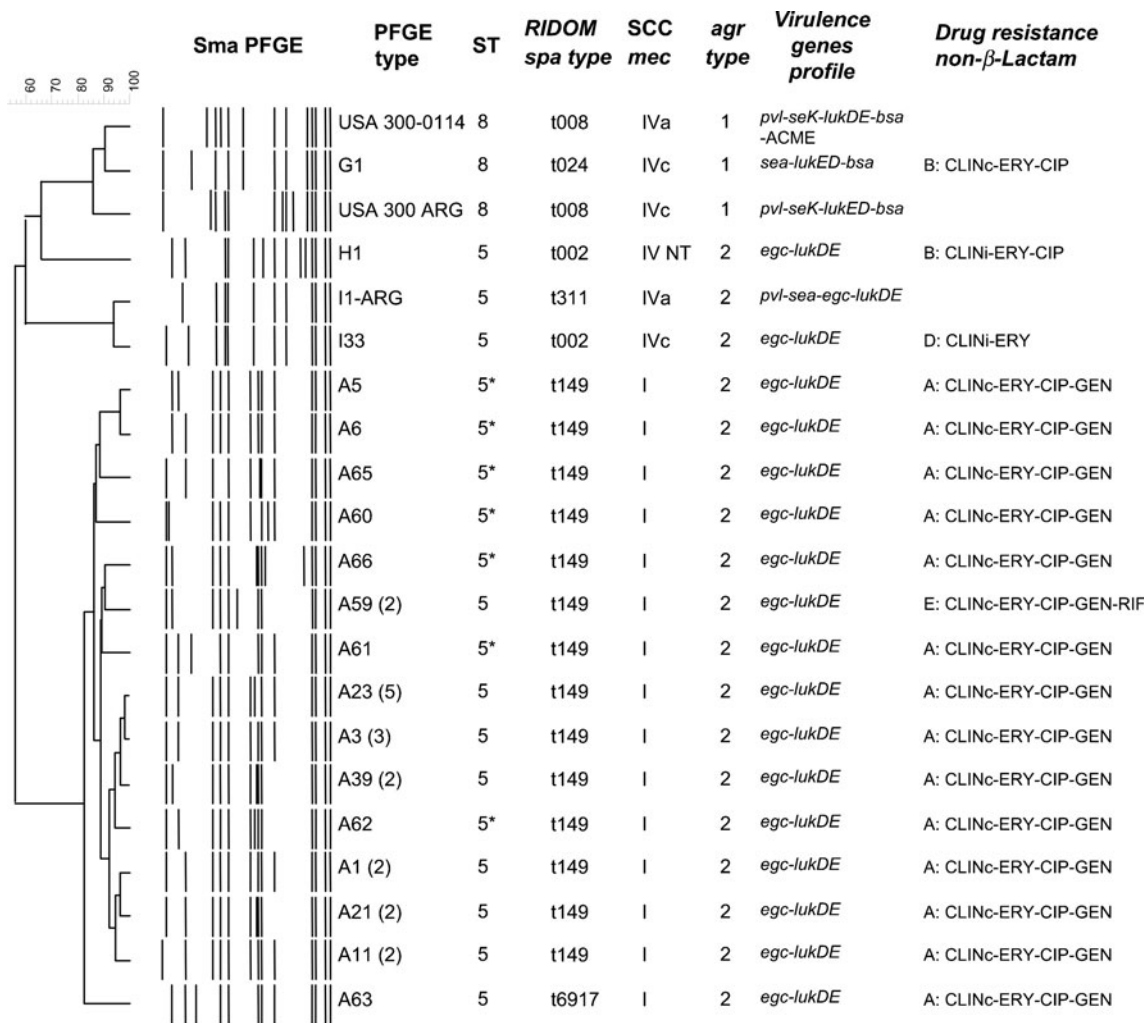 Sma PFGE
PFGE type
ST
RIDOM spa type
SCC mec
agr type
Virulence genes profile
Drug resistance non-β-Lactam
60 70 80 90 100
USA 300-0114 8 t008 IVa 1 pvl-seK-lukDE-bsa
-ACME
G1 8 t024 IVc 1 sea-lukED-bsa B: CLINc-ERY-CIP
USA 300 ARG 8 t008 IVc 1 pvl-seK-lukED-bsa
H1 5 t002 IV NT 2 egc-lukDE B: CLINi-ERY-CIP
I1-ARG 5 t311 IVa 2 pvl-sea-egc-lukDE
I33 5 t002 IVc 2 egc-lukDE D: CLINi-ERY
A5 5* t149 I 2 egc-lukDE A: CLINc-ERY-CIP-GEN
A6 5* t149 I 2 egc-lukDE A: CLINc-ERY-CIP-GEN
A65 5* t149 I 2 egc-lukDE A: CLINc-ERY-CIP-GEN
A60 5* t149 I 2 egc-lukDE A: CLINc-ERY-CIP-GEN
A66 5* t149 I 2 egc-lukDE A: CLINc-ERY-CIP-GEN
A59 (2) 5 t149 I 2 egc-lukDE E: CLINc-ERY-CIP-GEN-RIF
A61 5* t149 I 2 egc-lukDE A: CLINc-ERY-CIP-GEN
A23 (5) 5 t149 I 2 egc-lukDE A: CLINc-ERY-CIP-GEN
A3 (3) 5 t149 I 2 egc-lukDE A: CLINc-ERY-CIP-GEN
A39 (2) 5 t149 I 2 egc-lukDE A: CLINc-ERY-CIP-GEN
A62 5* t149 I 2 egc-lukDE A: CLINc-ERY-CIP-GEN
A1 (2) 5 t149 I 2 egc-lukDE A: CLINc-ERY-CIP-GEN
A21 (2) 5 t149 I 2 egc-lukDE A: CLINc-ERY-CIP-GEN
A11 (2) 5 t149 I 2 egc-lukDE A: CLINc-ERY-CIP-GEN
A63 5 t6917 I 2 egc-lukDE A: CLINc-ERY-CIP-GEN